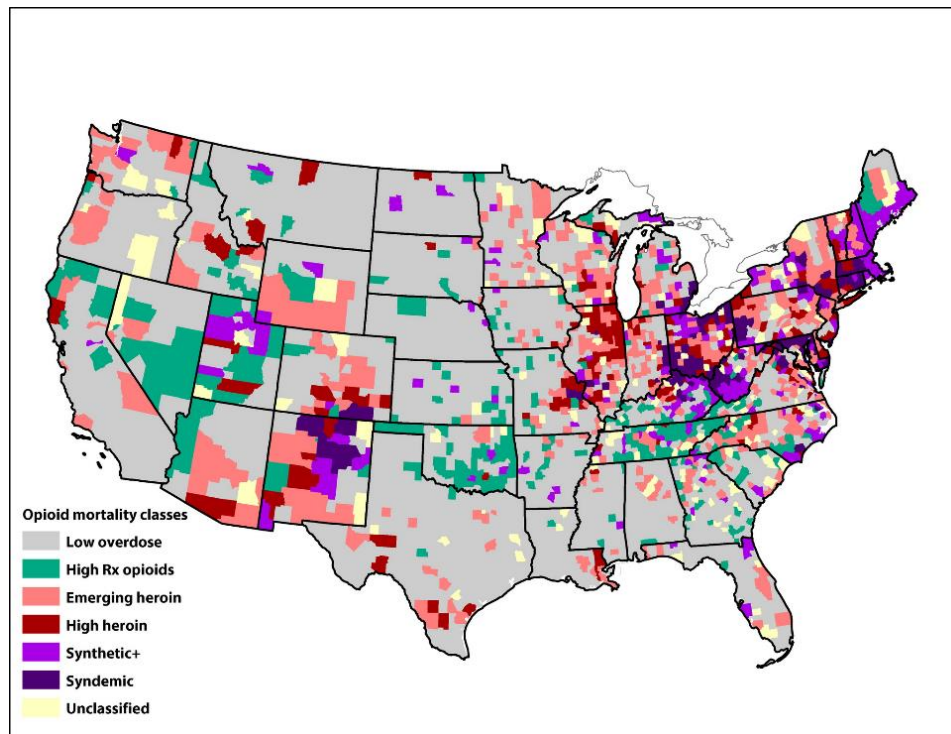 Opioid mortality classes
Low overdose
High Rx opioids
Emerging heroin
High heroin
Synthetic+
Syndemic
Unclassified